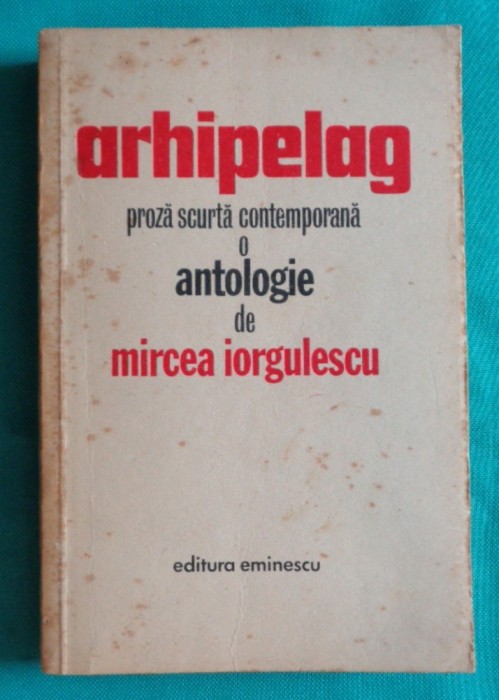 arhipelag
proză scurtă contemporană
o
antologie
de
mircea iorgulescu
editura eminescu